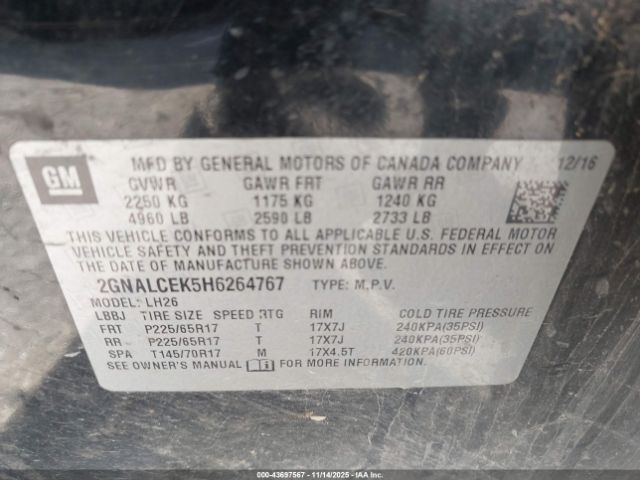 GM
MFD BY GENERAL MOTORS OF CANADA COMPANY 12/16
GVWR GAWR FRT GAWR RR
2250 KG 1175 KG 1240 KG
4960 LB 2590 LB 2733 LB
THIS VEHICLE CONFORMS TO ALL APPLICABLE U.S. FEDERAL MOTOR
VEHICLE SAFETY AND THEFT PREVENTION STANDARDS IN EFFECT ON
THE DATE OF MANUFACTURE SHOWN ABOVE.
2GNALCEK5H6264767 TYPE: M.P.V.
MODEL: LH26
LBBJ TIRE SIZE SPEED RTG RIM COLD TIRE PRESSURE
FRT P225/65R17 T 17X7J 240KPA(35PSI)
RR P225/65R17 T 17X7J 240KPA(35PSI)
SPA T145/70R17 M 17X4.5T 420KPA(60PSI)
SEE OWNER'S MANUAL FOR MORE INFORMATION.
000-43697567 11/14/2025 IAA Inc.